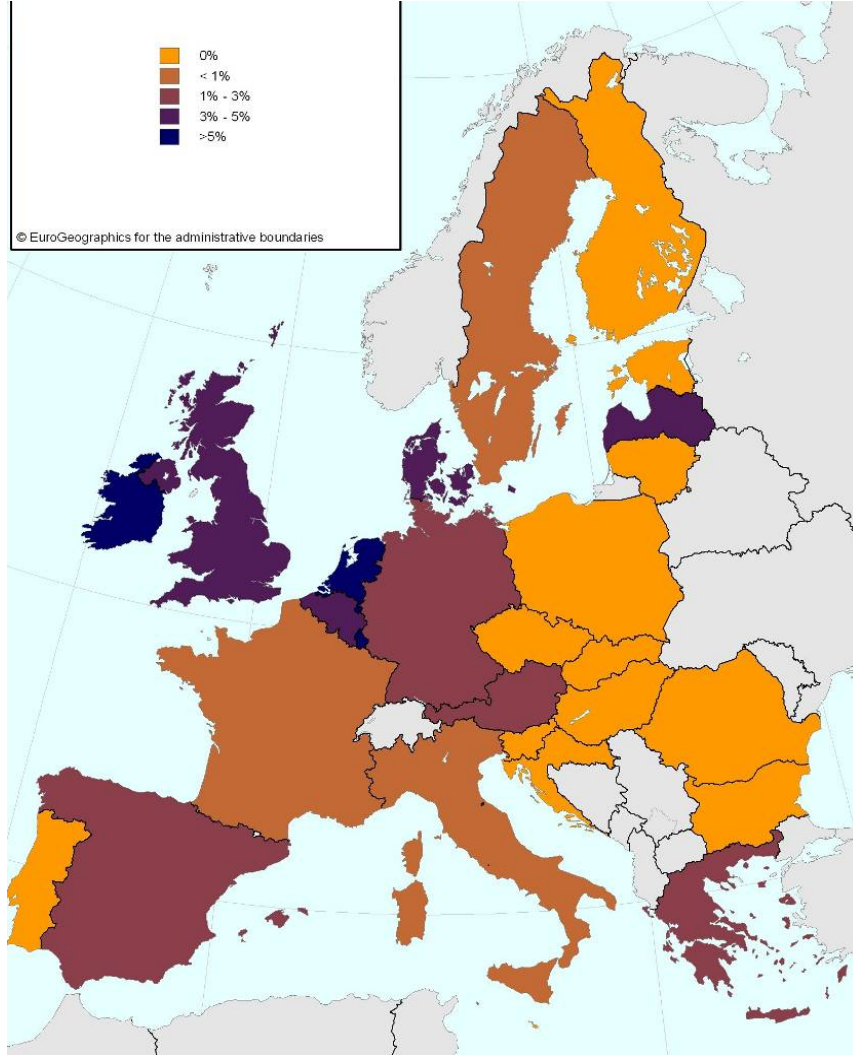 0%
< 1%
1% - 3%
3% - 5%
>5%
© EuroGeographics for the administrative boundaries